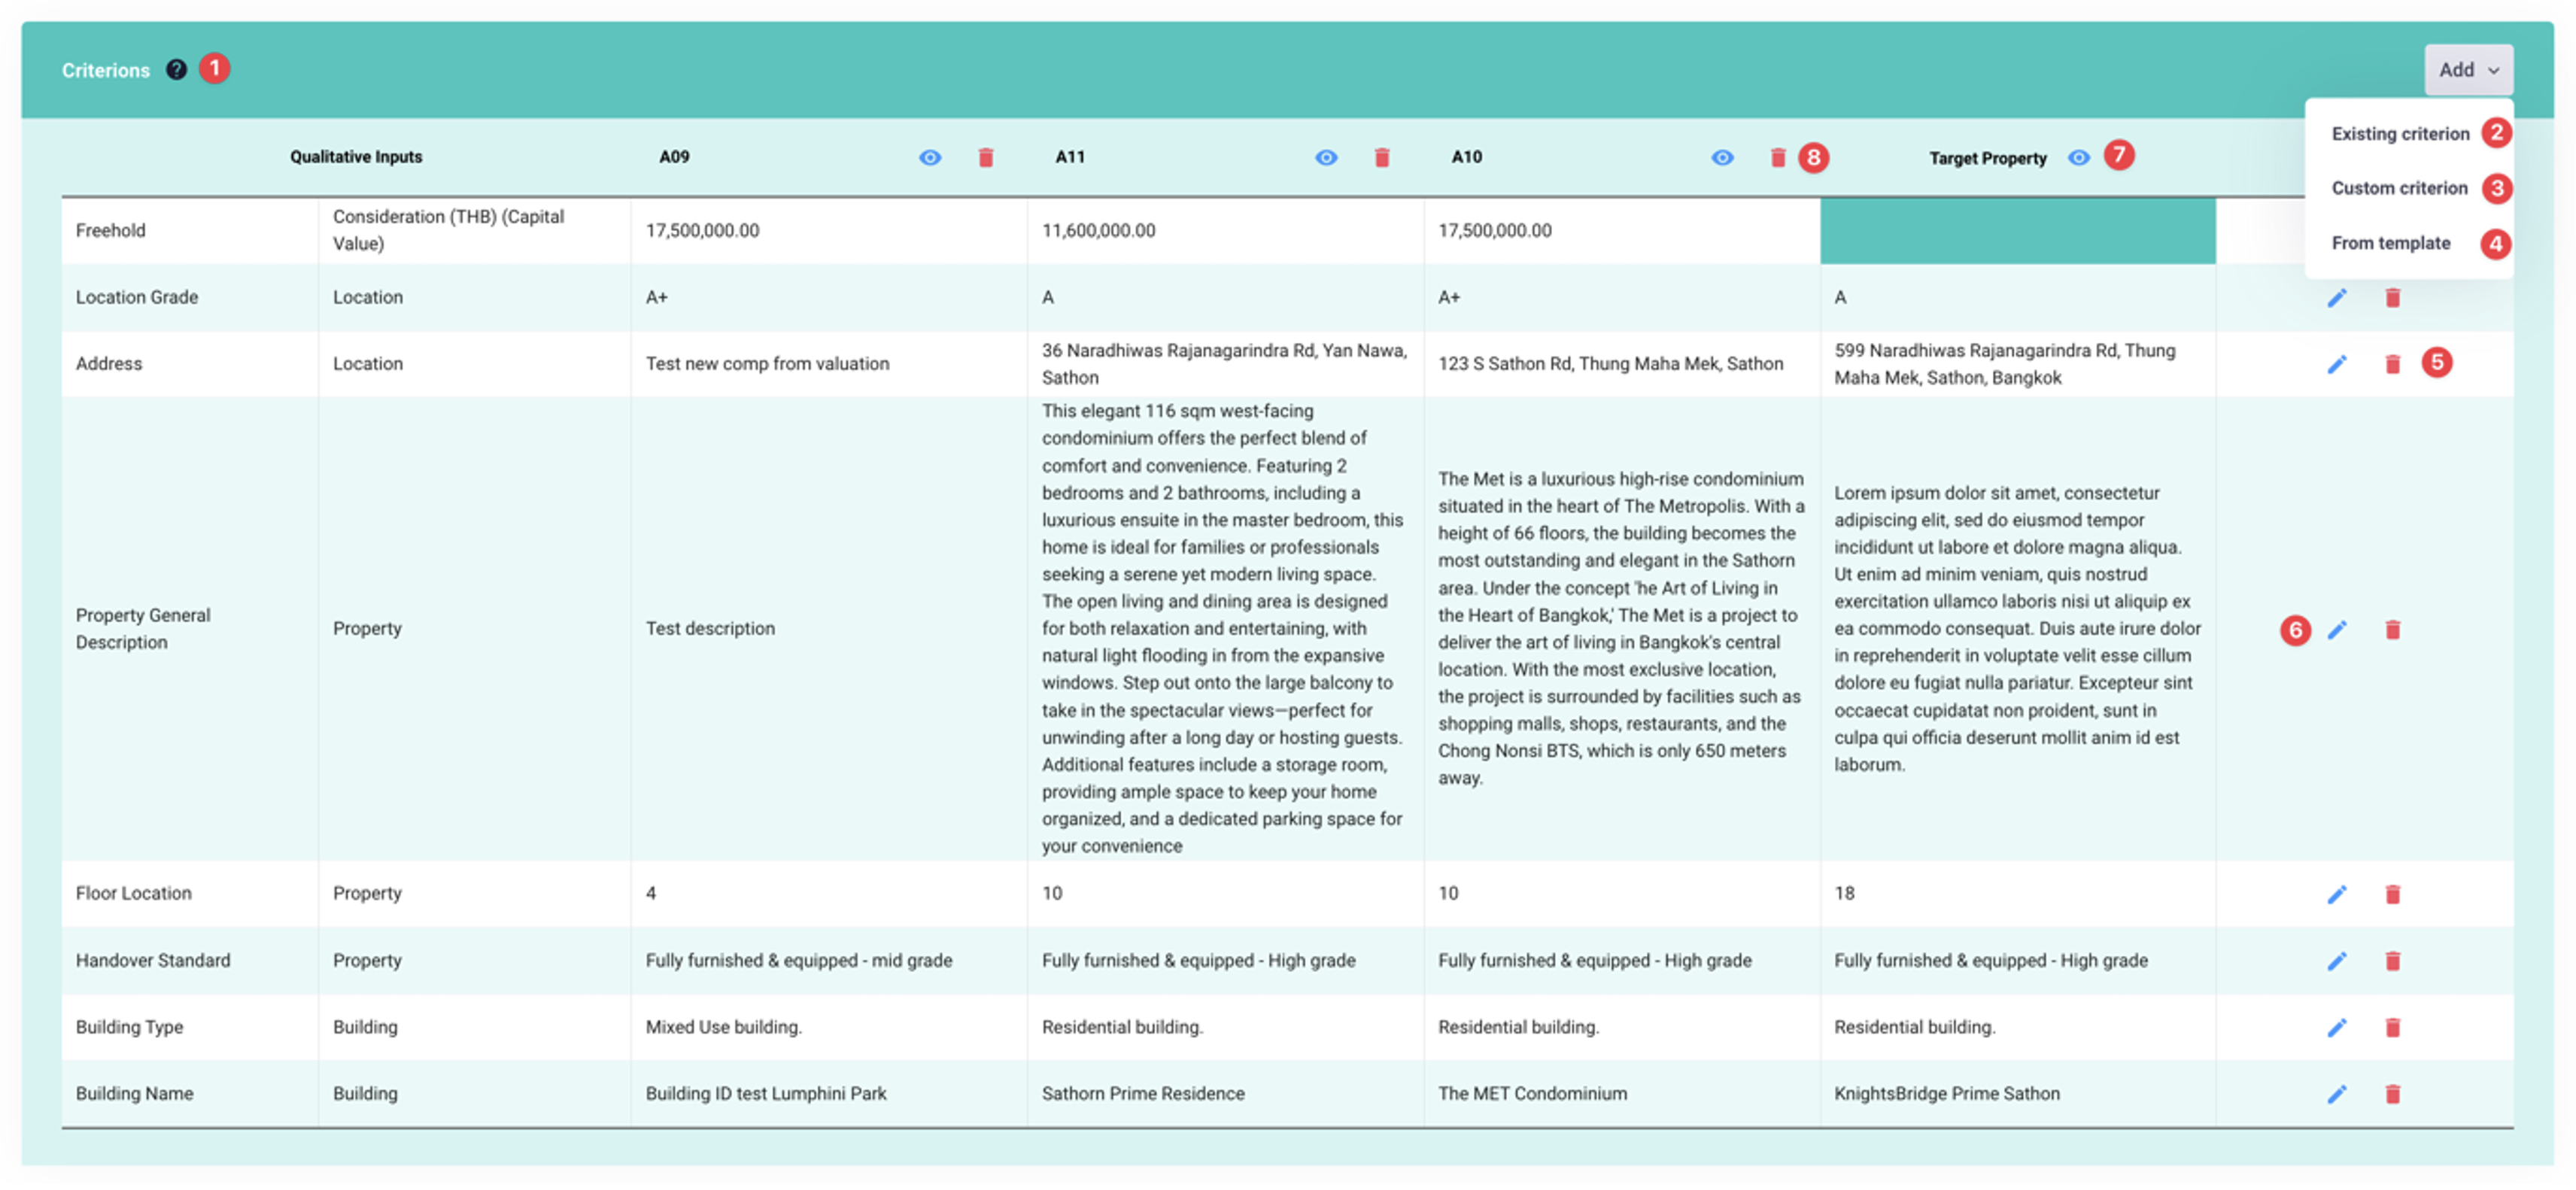 Criterions ? 1
Add
Existing criterion 2
Custom criterion 3
From template 4
Qualitative Inputs
A09
A11
A10
8
Target Property
7
Freehold
Consideration (THB) (Capital
Value)
17,500,000.00
11,600,000.00
17,500,000.00
Location Grade
Location
A+
A
A+
A
Address
Location
Test new comp from valuation
36 Naradhiwas Rajanagarindra Rd, Yan Nawa,
Sathon
123 S Sathon Rd, Thung Maha Mek, Sathon
599 Naradhiwas Rajanagarindra Rd, Thung
Maha Mek, Sathon, Bangkok
5
Property General
Description
Property
Test description
This elegant 116 sqm west-facing
condominium offers the perfect blend of
comfort and convenience. Featuring 2
bedrooms and 2 bathrooms, including a
luxurious ensuite in the master bedroom, this
home is ideal for families or professionals
seeking a serene yet modern living space.
The open living and dining area is designed
for both relaxation and entertaining, with
natural light flooding in from the expansive
windows. Step out onto the large balcony to
take in the spectacular views—perfect for
unwinding after a long day or hosting guests.
Additional features include a storage room,
providing ample space to keep your home
organized, and a dedicated parking space for
your convenience
The Met is a luxurious high-rise condominium
situated in the heart of The Metropolis. With a
height of 66 floors, the building becomes the
most outstanding and elegant in the Sathorn
area. Under the concept 'he Art of Living in
the Heart of Bangkok,' The Met is a project to
deliver the art of living in Bangkok's central
location. With the most exclusive location,
the project is surrounded by facilities such as
shopping malls, shops, restaurants, and the
Chong Nonsi BTS, which is only 650 meters
away.
Lorem ipsum dolor sit amet, consectetur
adipiscing elit, sed do eiusmod tempor
incididunt ut labore et dolore magna aliqua.
Ut enim ad minim veniam, quis nostrud
exercitation ullamco laboris nisi ut aliquip ex
ea commodo consequat. Duis aute irure dolor
in reprehenderit in voluptate velit esse cillum
dolore eu fugiat nulla pariatur. Excepteur sint
occaecat cupidatat non proident, sunt in
culpa qui officia deserunt mollit anim id est
laborum.
6
Floor Location
Property
4
10
10
18
Handover Standard
Property
Fully furnished & equipped - mid grade
Fully furnished & equipped - High grade
Fully furnished & equipped - High grade
Fully furnished & equipped - High grade
Building Type
Building
Mixed Use building.
Residential building.
Residential building.
Residential building.
Building Name
Building
Building ID test Lumphini Park
Sathorn Prime Residence
The MET Condominium
KnightsBridge Prime Sathon